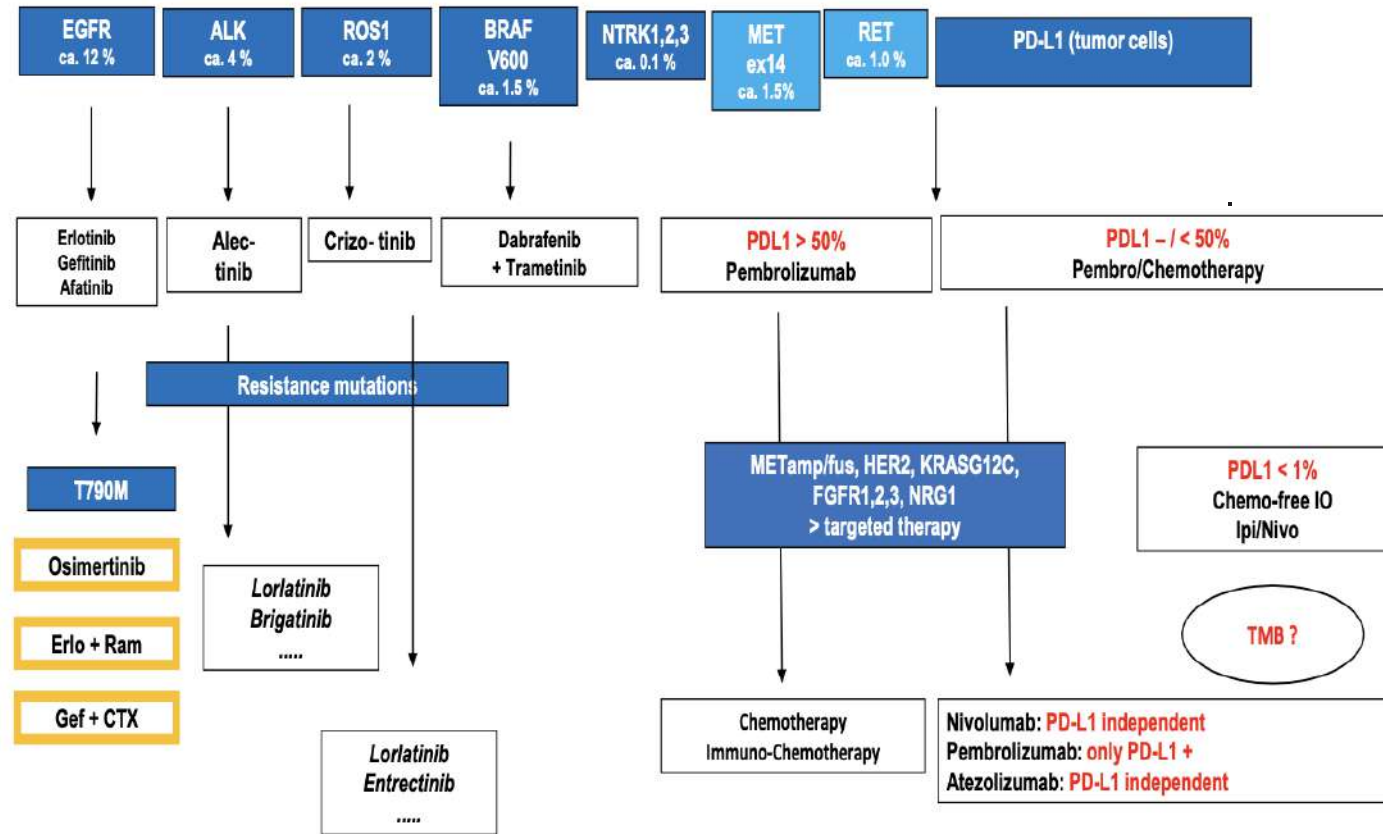 EGFR
ca. 12 %
ALK
ca. 4 %
ROS1
ca. 2 %
BRAF
V600
ca. 1.5 %
NTRK1,2,3
ca. 0.1 %
MET
ex14
ca. 1.5%
RET
ca. 1.0 %
PD-L1 (tumor cells)
Erlotinib
Gefitinib
Afatinib
Alec-
tinib
Crizo- tinib
Dabrafenib
+ Trametinib
PDL1 > 50%
Pembrolizumab
PDL1 – / < 50%
Pembro/Chemotherapy
Resistance mutations
T790M
Osimertinib
Erlo + Ram
Gef + CTX
Lorlatinib
Brigatinib
.....
Lorlatinib
Entrectinib
.....
METamp/fus, HER2, KRASG12C,
FGFR1,2,3, NRG1
> targeted therapy
PDL1 < 1%
Chemo-free IO
Ipi/Nivo
TMB ?
Chemotherapy
Immuno-Chemotherapy
Nivolumab: PD-L1 independent
Pembrolizumab: only PD-L1 +
Atezolizumab: PD-L1 independent